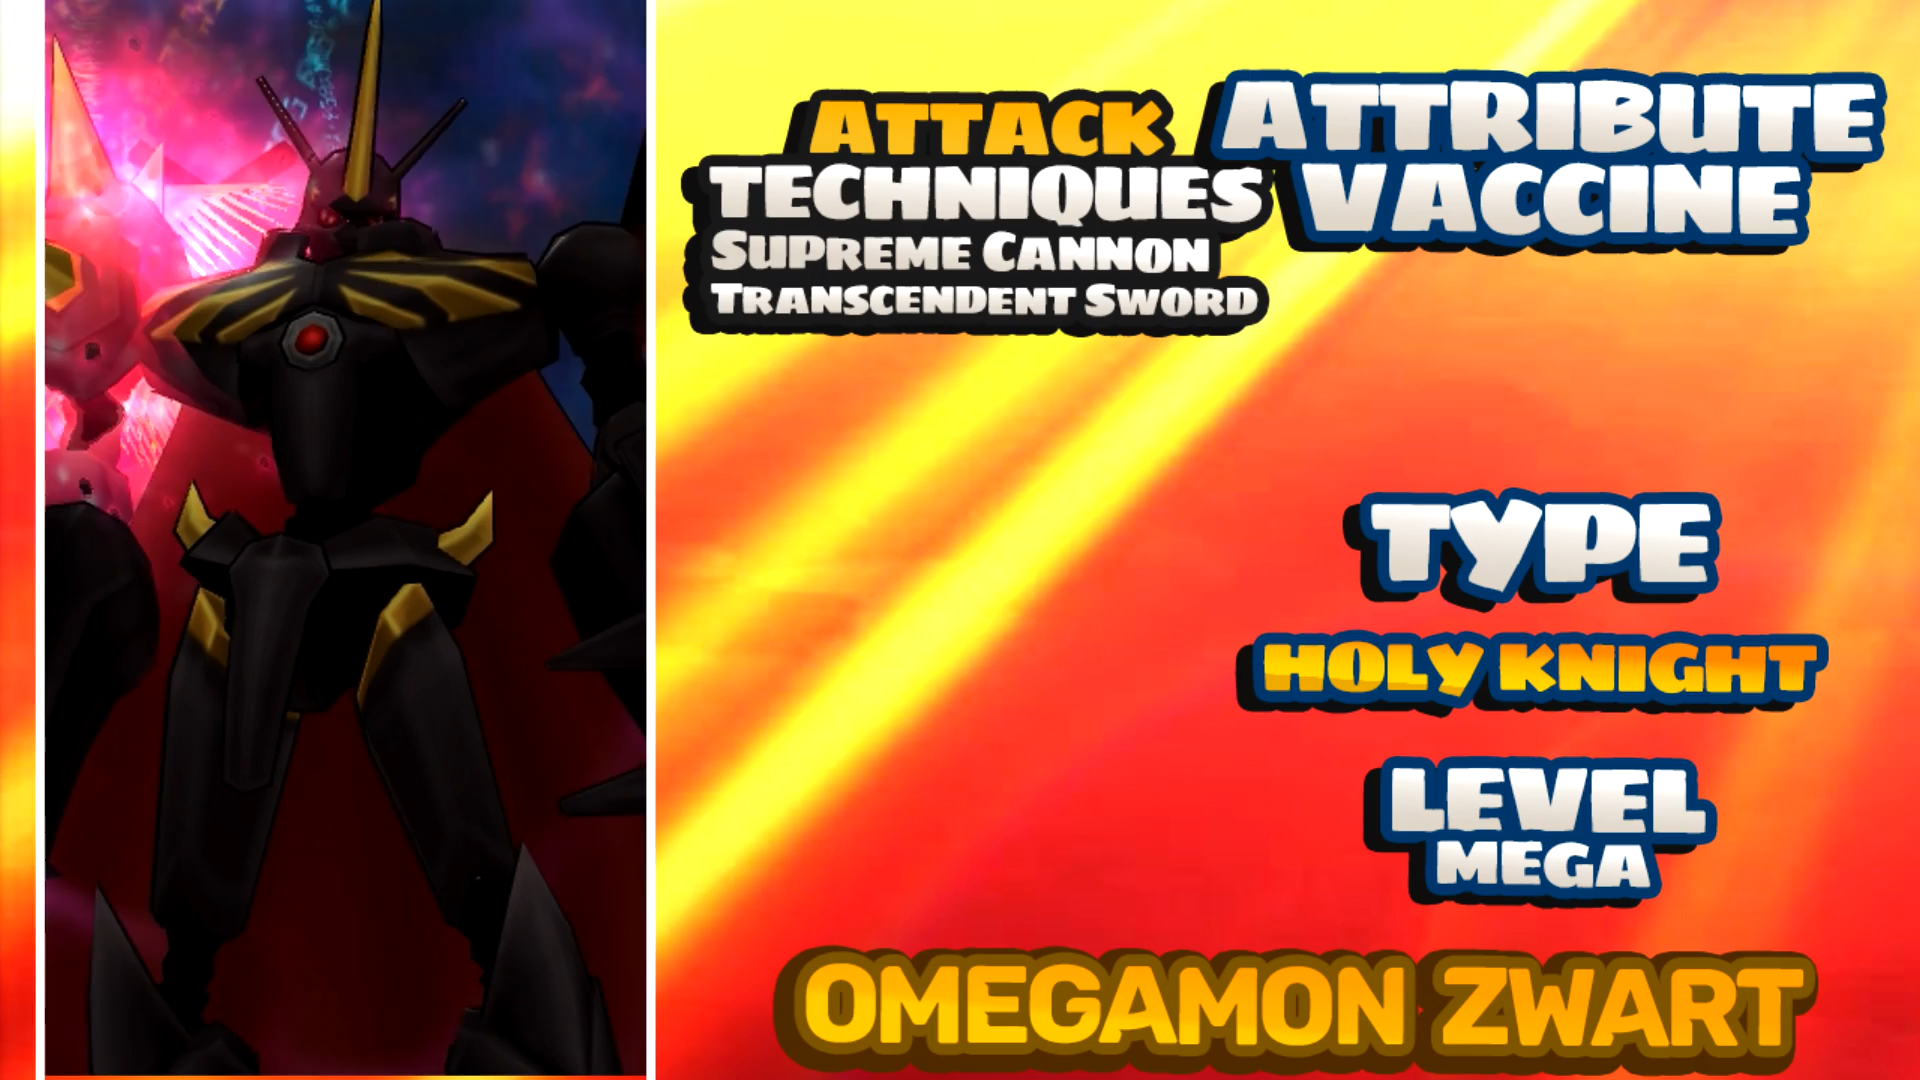 ATTACK
TECHNIQUES
SUPREME CANNON
TRANSCENDENT SWORD
ATTRIBUTE
VACCINE
TYPE
HOLY KNIGHT
LEVEL
MEGA
OMEGAMON ZWART